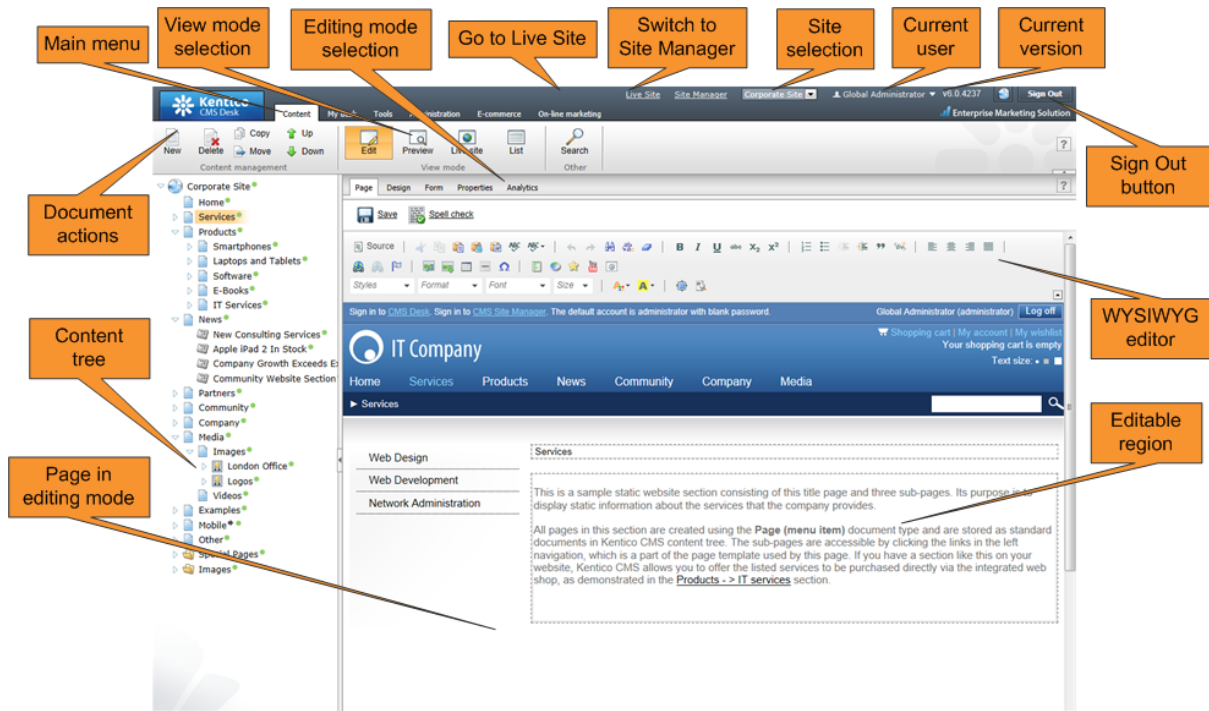 Main menu
View mode
selection
Editing mode
selection
Go to Live Site
Switch to
Site Manager
Site
selection
Current
user
Current
version
Kentico
CMS Desk
Live Site
Site Manager
Corporate Site
Global Administrator
v6.0.4237
Sign Out
Content
Tools
E-commerce
On-line marketing
Enterprise Marketing Solution
New
Delete
Copy
Move
Up
Down
Content management
Edit
Preview
List
View mode
Search
Other
?
Sign Out
button
Document
actions
Page Design Form Properties Analytics
?
Save
Spell check
Source
B I U abc X₂ X²
Styles
Format
Font
Size
WYSIWYG
editor
Corporate Site
Home
Services
Products
Smartphones
Laptops and Tablets
Software
E-Books
IT Services
News
New Consulting Services
Apple iPad 2 In Stock
Company Growth Exceeds E
Community Website Section
Partners
Community
Company
Media
Images
London Office
Logos
Videos
Examples
Mobile
Other
Special Pages
Images
Content
tree
Page in
editing mode
Sign in to CMS Desk. Sign in to CMS Site Manager. The default account is administrator with blank password.
Global Administrator (administrator)
Log off
IT Company
Shopping cart | My account | My wishlist
Your shopping cart is empty
Text size:
Home Services Products News Community Company Media
Services
Editable
region
Web Design
Web Development
Network Administration
Services
This is a sample static website section consisting of this title page and three sub-pages. Its purpose is to
display static information about the services that the company provides.
All pages in this section are created using the Page (menu item) document type and are stored as standard
documents in Kentico CMS content tree. The sub-pages are accessible by clicking the links in the left
navigation, which is a part of the page template used by this page. If you have a section like this on your
website, Kentico CMS allows you to offer the listed services to be purchased directly via the integrated web
shop, as demonstrated in the Products - > IT services section.